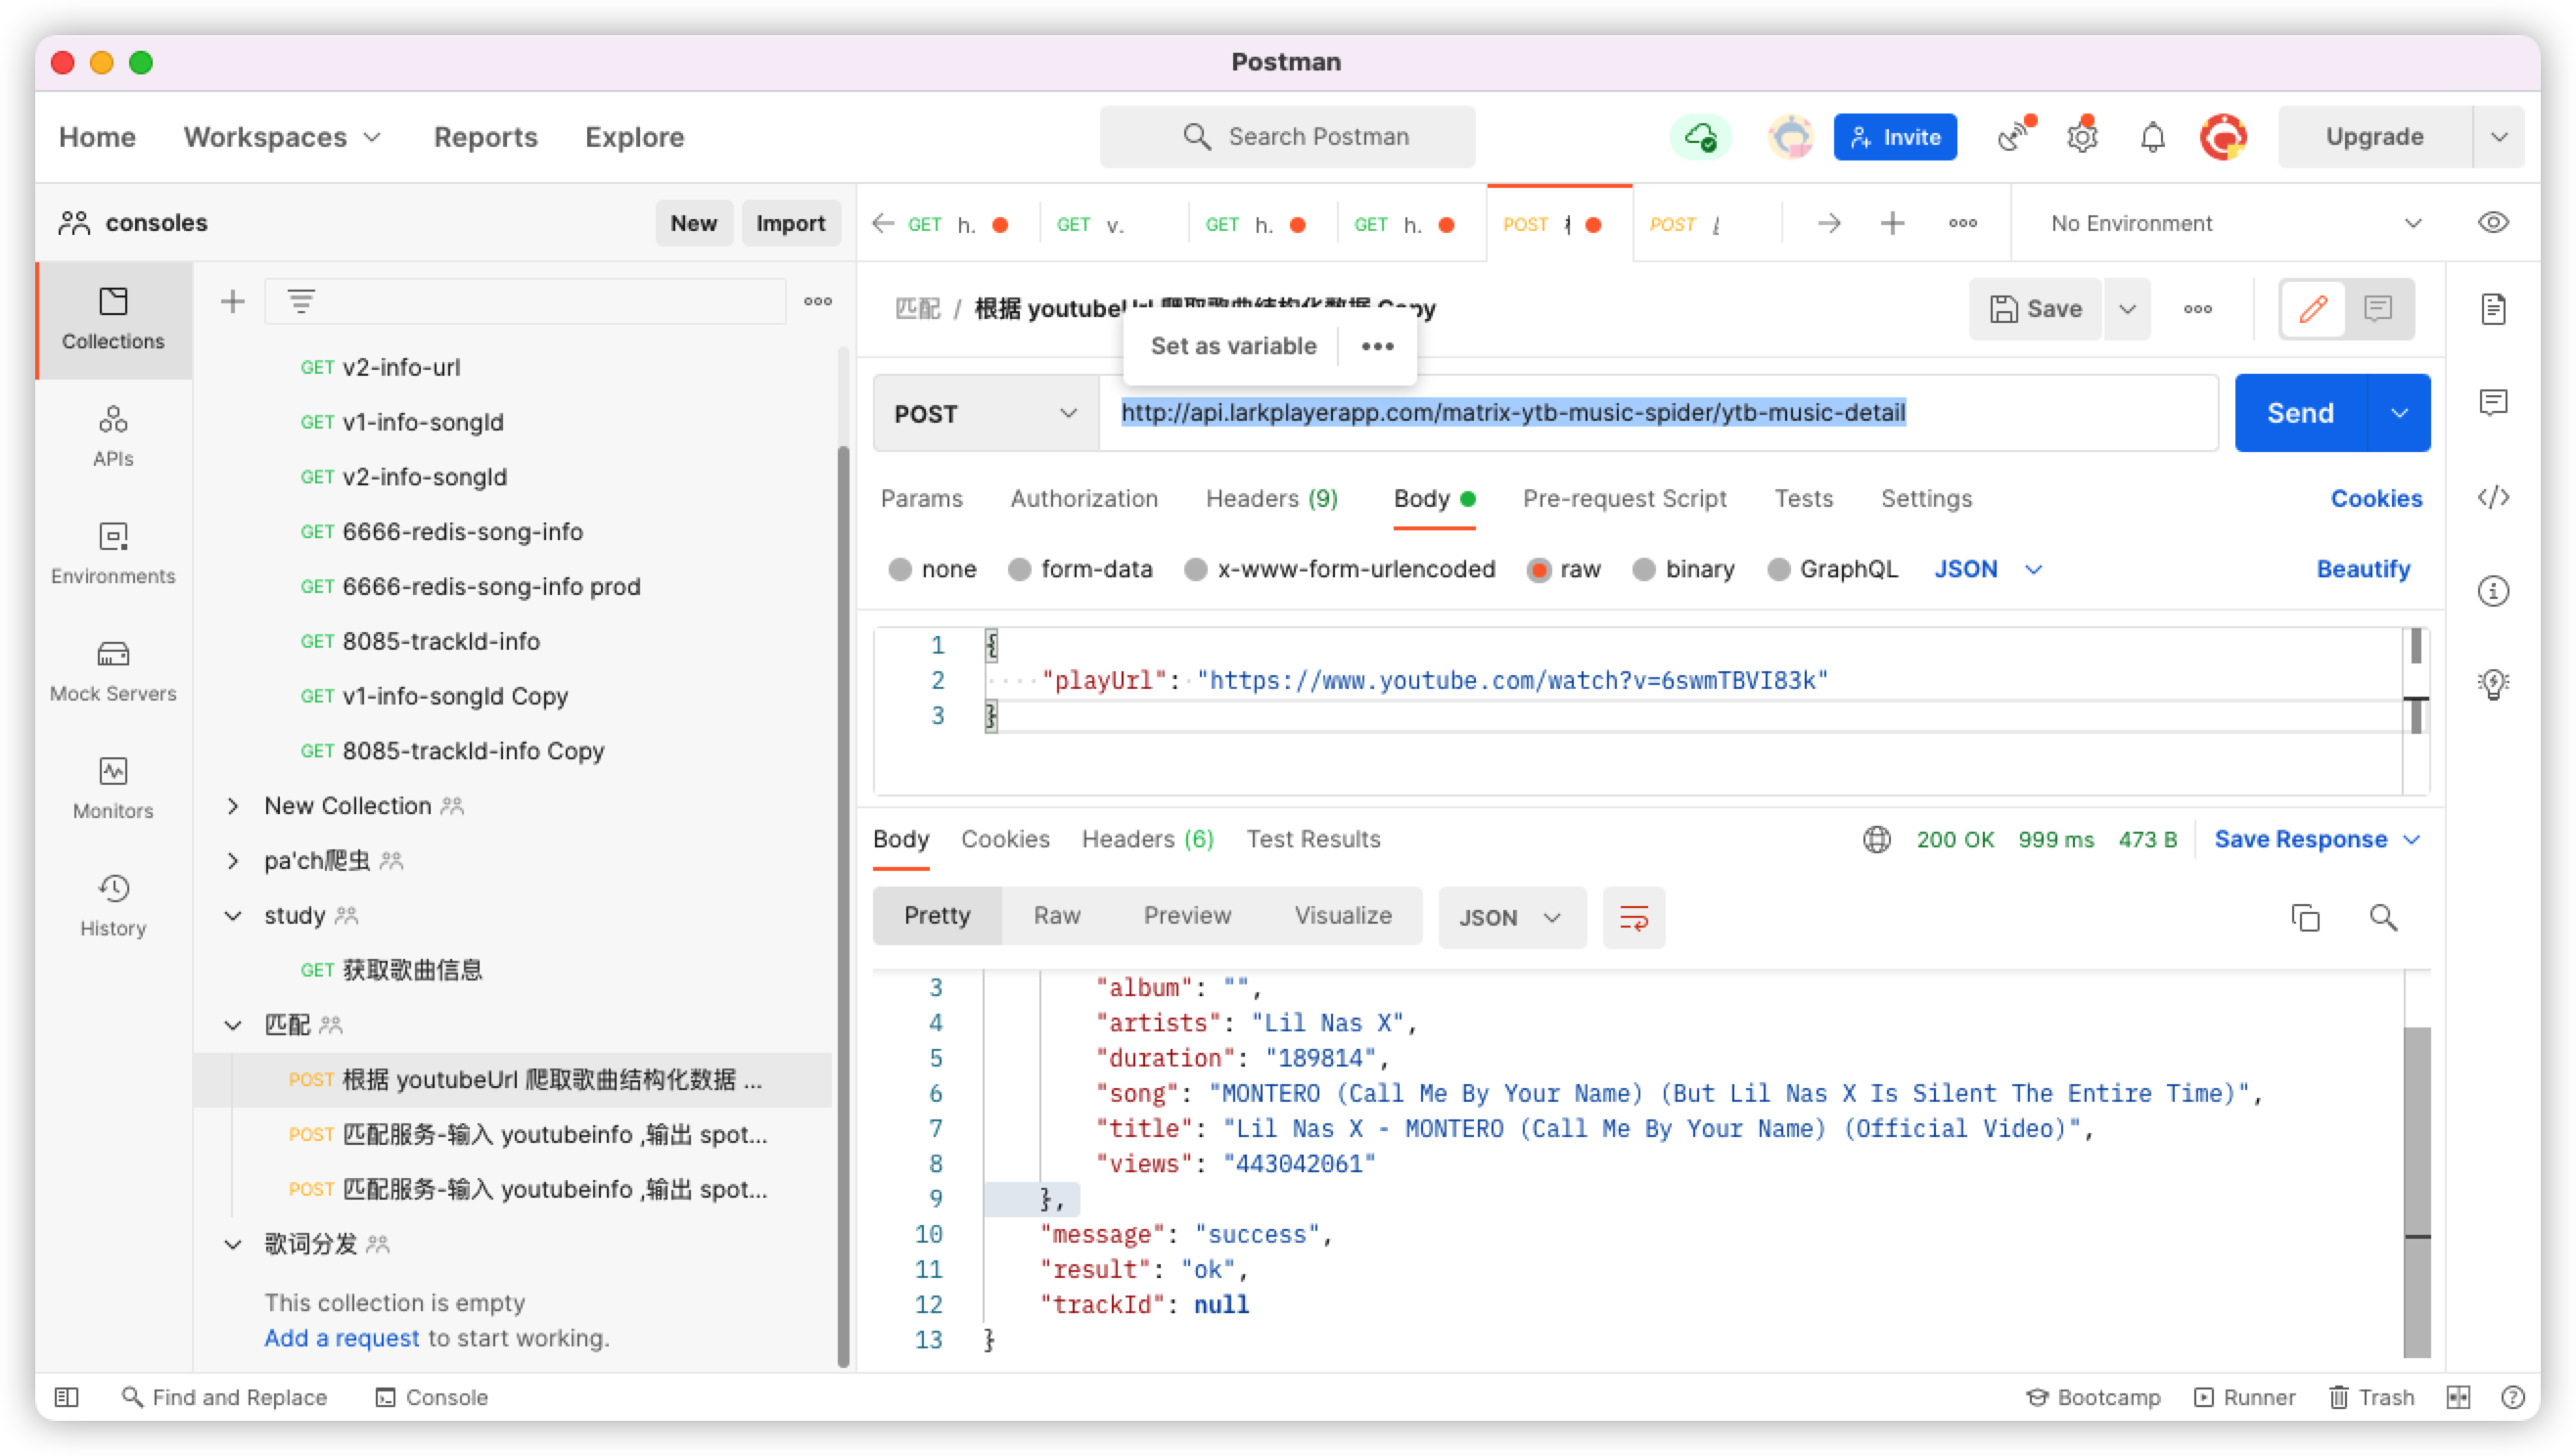 Postman
Home Workspaces Reports Explore Search Postman Invite Upgrade
consoles New Import
GET h. GET v. GET h. GET h. POST POST No Environment
Collections
APIs
Environments
Mock Servers
Monitors
History
GET v2-info-url
GET v1-info-songId
GET v2-info-songId
GET 6666-redis-song-info
GET 6666-redis-song-info prod
GET 8085-trackId-info
GET v1-info-songId Copy
GET 8085-trackId-info Copy
New Collection
pa'ch爬虫
study
GET 获取歌曲信息
匹配
POST 根据 youtubeUrl 爬取歌曲结构化数据 ...
POST 匹配服务-输入 youtubeinfo ,输出 spot...
POST 匹配服务-输入 youtubeinfo ,输出 spot...
歌词分发
This collection is empty
Add a request to start working.
匹配 / 根据 youtubeUrl 爬取歌曲结构化数据 Copy
Save
Set as variable
POST http://api.larkplayerapp.com/matrix-ytb-music-spider/ytb-music-detail Send
Params Authorization Headers (9) Body Pre-request Script Tests Settings Cookies
none form-data x-www-form-urlencoded raw binary GraphQL JSON Beautify
1 {
2 "playUrl": "https://www.youtube.com/watch?v=6swmTBVI83k"
3 }
Body Cookies Headers (6) Test Results 200 OK 999 ms 473 B Save Response
Pretty Raw Preview Visualize JSON
3 "album": "",
4 "artists": "Lil Nas X",
5 "duration": "189814",
6 "song": "MONTERO (Call Me By Your Name) (But Lil Nas X Is Silent The Entire Time)",
7 "title": "Lil Nas X - MONTERO (Call Me By Your Name) (Official Video)",
8 "views": "443042061"
9 },
10 "message": "success",
11 "result": "ok",
12 "trackId": null
13 }
Find and Replace Console Bootcamp Runner Trash